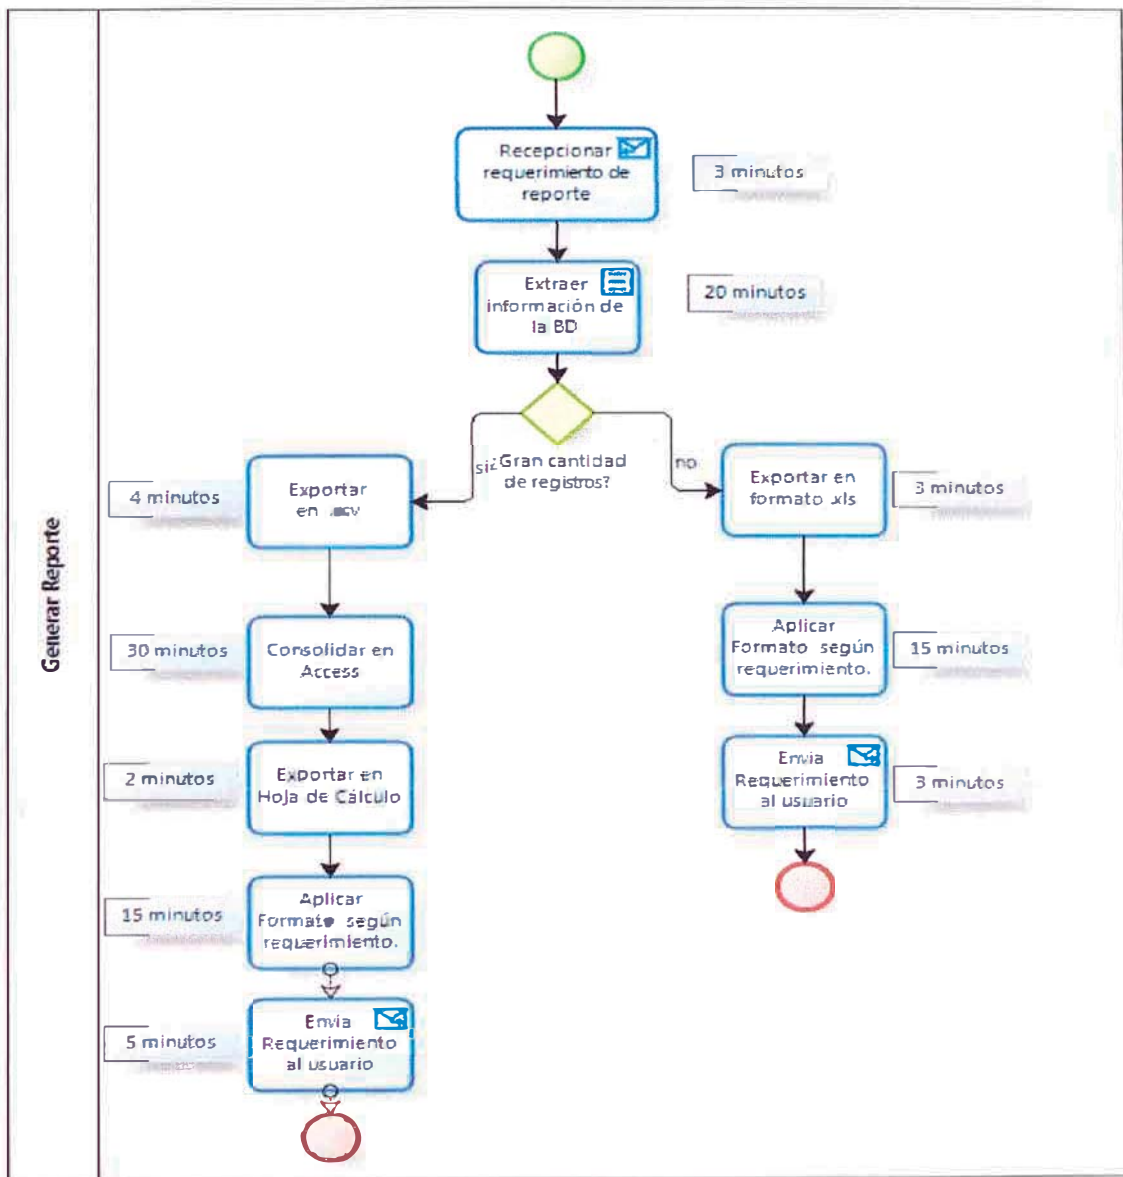 Generar Reporte
Recepcionar
requerimiento de
reporte
3 minutos
Extraer
información de
la BD
20 minutos
¿Gran cantidad
de registros?
si
no
4 minutos
Exportar
en
Exportar en
formato .xls
3 minutos
30 minutos
Consolidar en
Access
Aplicar
Formato según
requerimiento.
15 minutos
2 minutos
Exportar en
Hoja de Cálculo
Envia
Requerimiento
al usuario
3 minutos
15 minutos
Aplicar
Formato según
requerimiento.
5 minutos
Envia
Requerimiento
al usuario